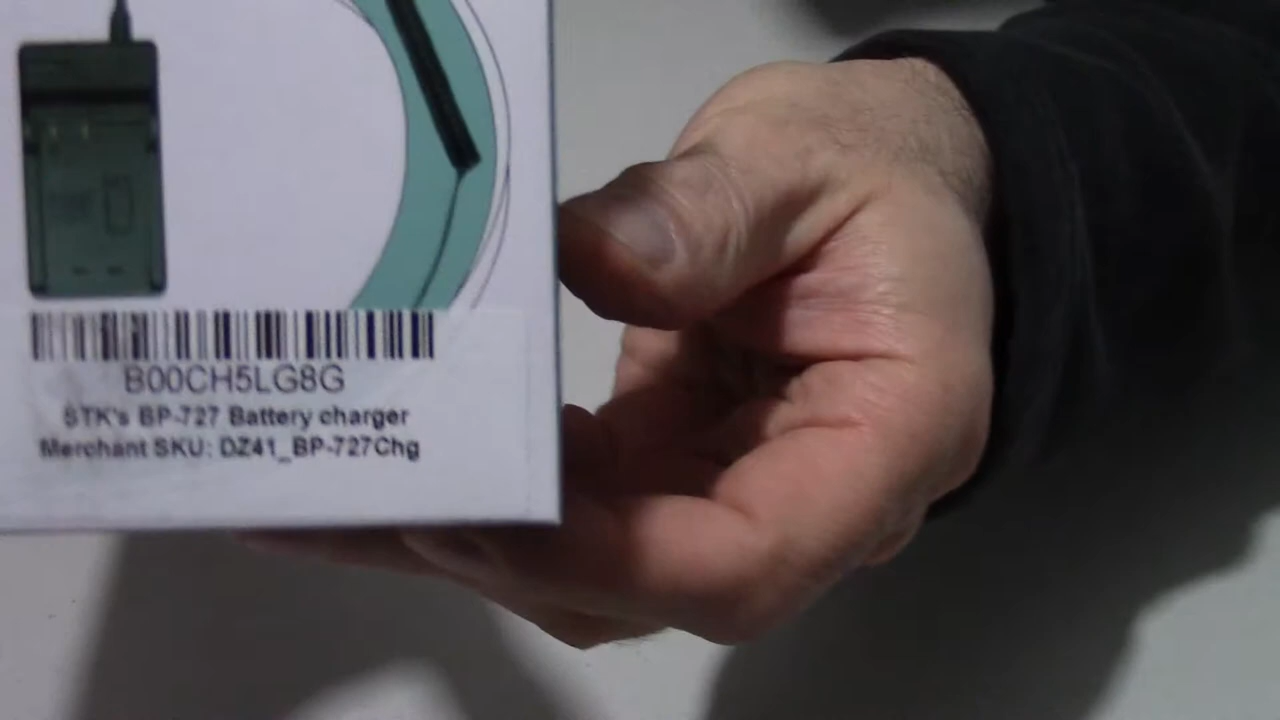 B00CH5LG8G
STK's BP-727 Battery charger
Merchant SKU: DZ41_BP-727Chg